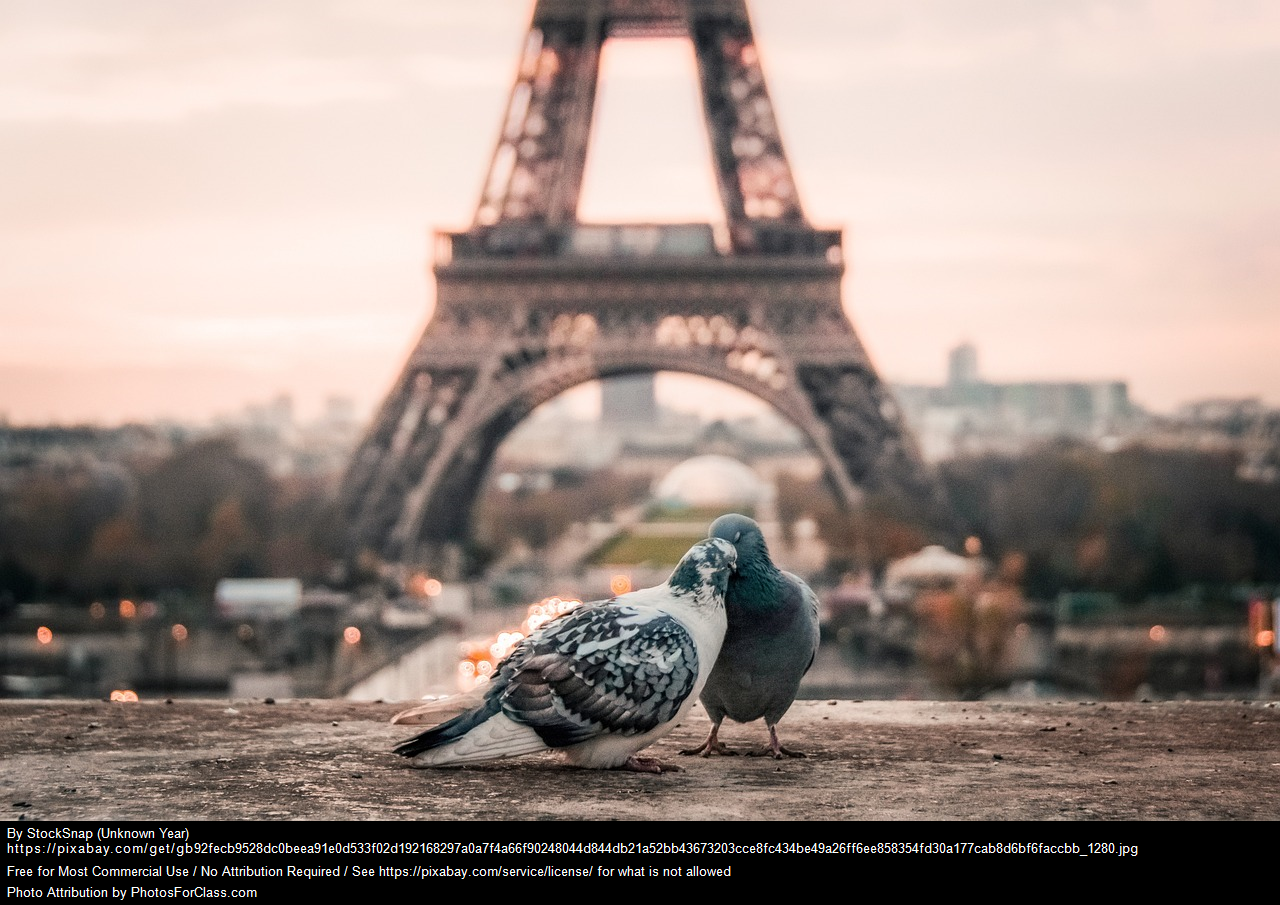 By StockSnap (Unknown Year)
https://pixabay.com/get/gb92fecb9528dc0beea91e0d533f02d192168297a0a7f4a66f90248044d844db21a52bb43673203cce8fc434be49a26ff6ee858354fd30a177cab8d6bf6faccbb_1280.jpg
Free for Most Commercial Use / No Attribution Required / See https://pixabay.com/service/license/ for what is not allowed
Photo Attribution by PhotosForClass.com